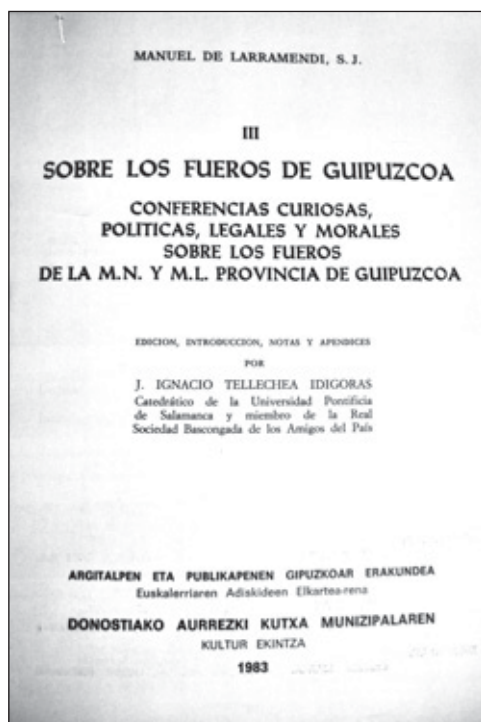 MANUEL DE LARRAMENDI, S. J.
III
SOBRE LOS FUEROS DE GUIPUZCOA
CONFERENCIAS CURIOSAS,
POLITICAS, LEGALES Y MORALES
SOBRE LOS FUEROS
DE LA M.N. Y M.L. PROVINCIA DE GUIPUZCOA
EDICION, INTRODUCCION, NOTAS Y APENDICES
POR
J. IGNACIO TELLECHEA IDIGORAS
Catedrático de la Universidad Pontificia
de Salamanca y miembro de la Real
Sociedad Bascongada de los Amigos del País
ARGITALPEN ETA PUBLIKAPENEN GIPUZKOAR ERAKUNDEA
Euskalerriaren Adiskideen Elkartea-rena
DONOSTIAKO AURREZKI KUTXA MUNIZIPALAREN
KULTUR EKINTZA
1983